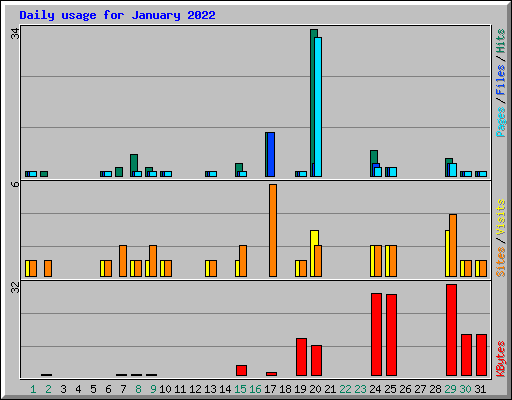 Daily usage for January 2022
34
6
32
Pages / Files / Hits
Sites / Visits
KBytes
1 2 3 4 5 6 7 8 9 10 11 12 13 14 15 16 17 18 19 20 21 22 23 24 25 26 27 28 29 30 31